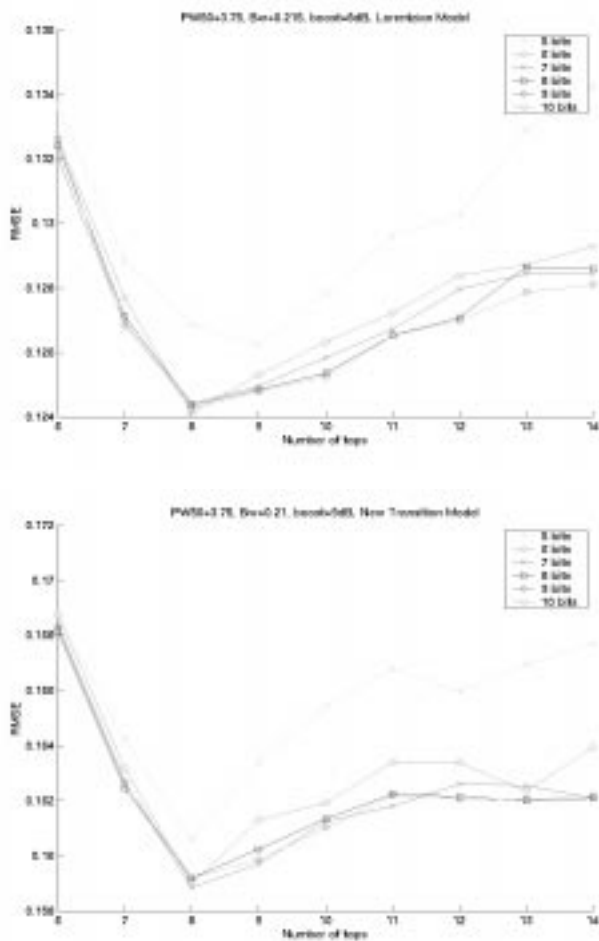 PW50=3.75, Bw=0.215, boost=6dB, Lorentzian Model
0.136
5 bits
6 bits
7 bits
8 bits
9 bits
10 bits
0.134
0.132
0.13
RMSE
0.128
0.126
0.124
6 7 8 9 10 11 12 13 14
Number of taps
PW50=3.75, Bw=0.21, boost=6dB, New Transition Model
0.172
5 bits
6 bits
7 bits
8 bits
9 bits
10 bits
0.17
0.168
0.166
RMSE
0.164
0.162
0.16
0.158
6 7 8 9 10 11 12 13 14
Number of taps